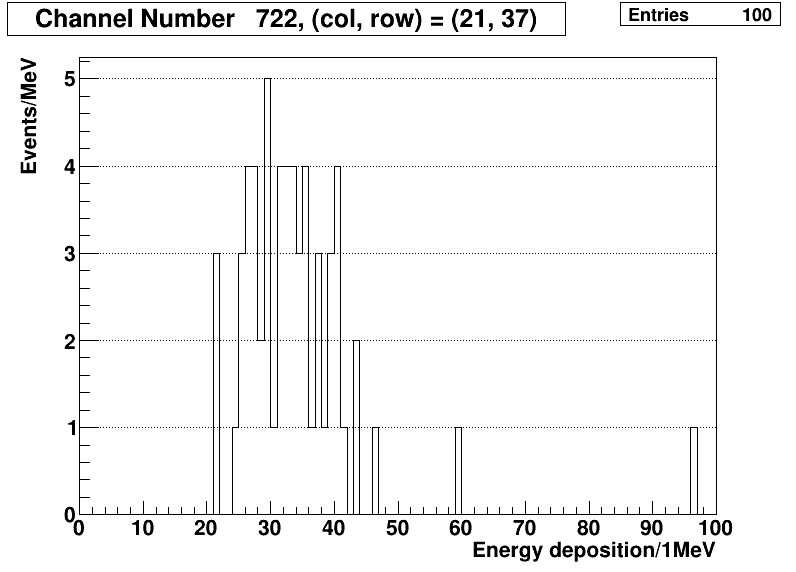 Channel Number 722, (col, row) = (21, 37)
Entries 100
Events/MeV
5
4
3
2
1
0
0 10 20 30 40 50 60 70 80 90 100
Energy deposition/1MeV